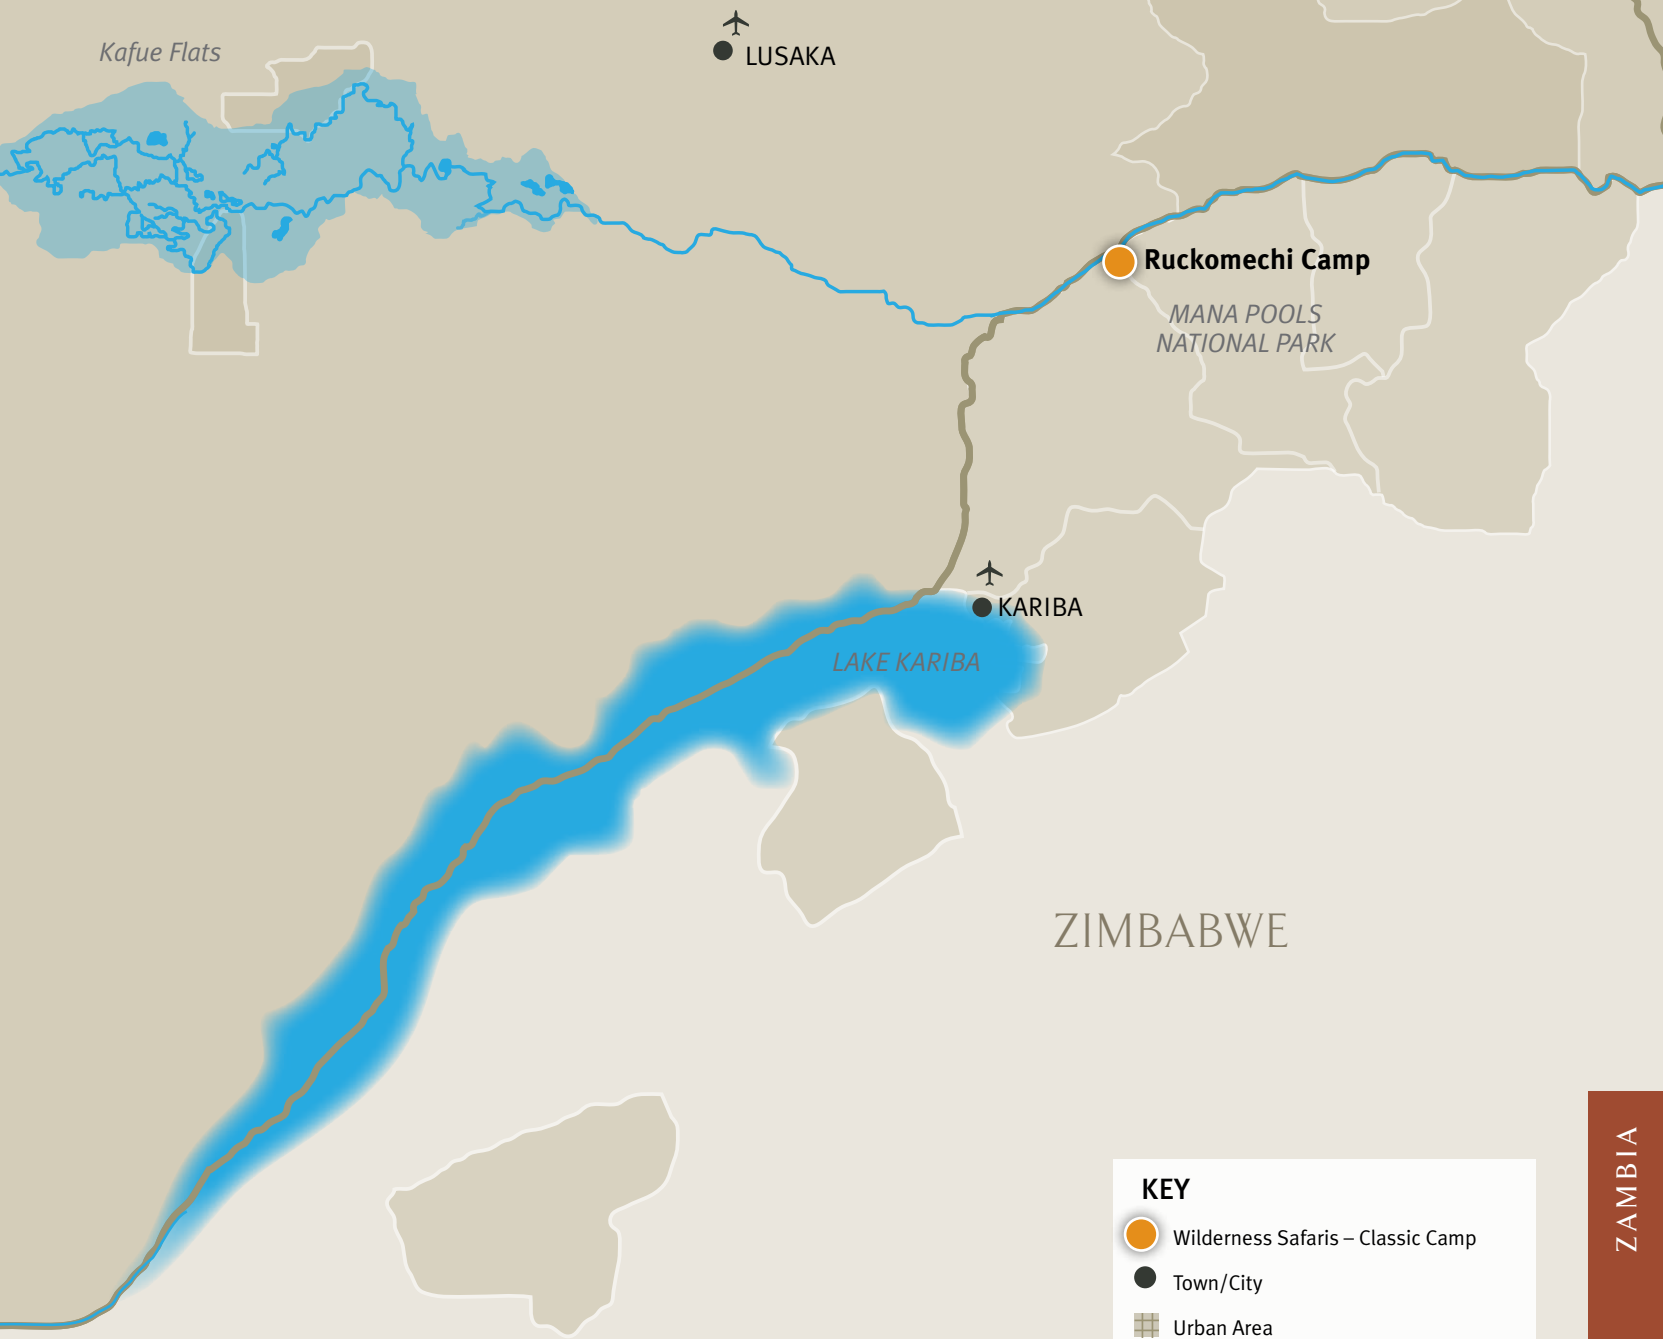 Kafue Flats
LUSAKA
Ruckomechi Camp
MANA POOLS
NATIONAL PARK
KARIBA
LAKE KARIBA
ZIMBABWE
ZAMBIA
KEY
Wilderness Safaris – Classic Camp
Town/City
Urban Area